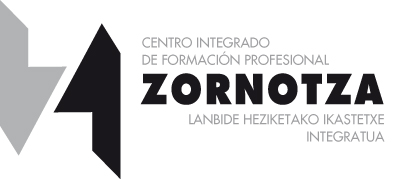 CENTRO INTEGRADO
DE FORMACIÓN PROFESIONAL
ZORNOTZA
LANBIDE HEZIKETAKO IKASTETXE
INTEGRATUA